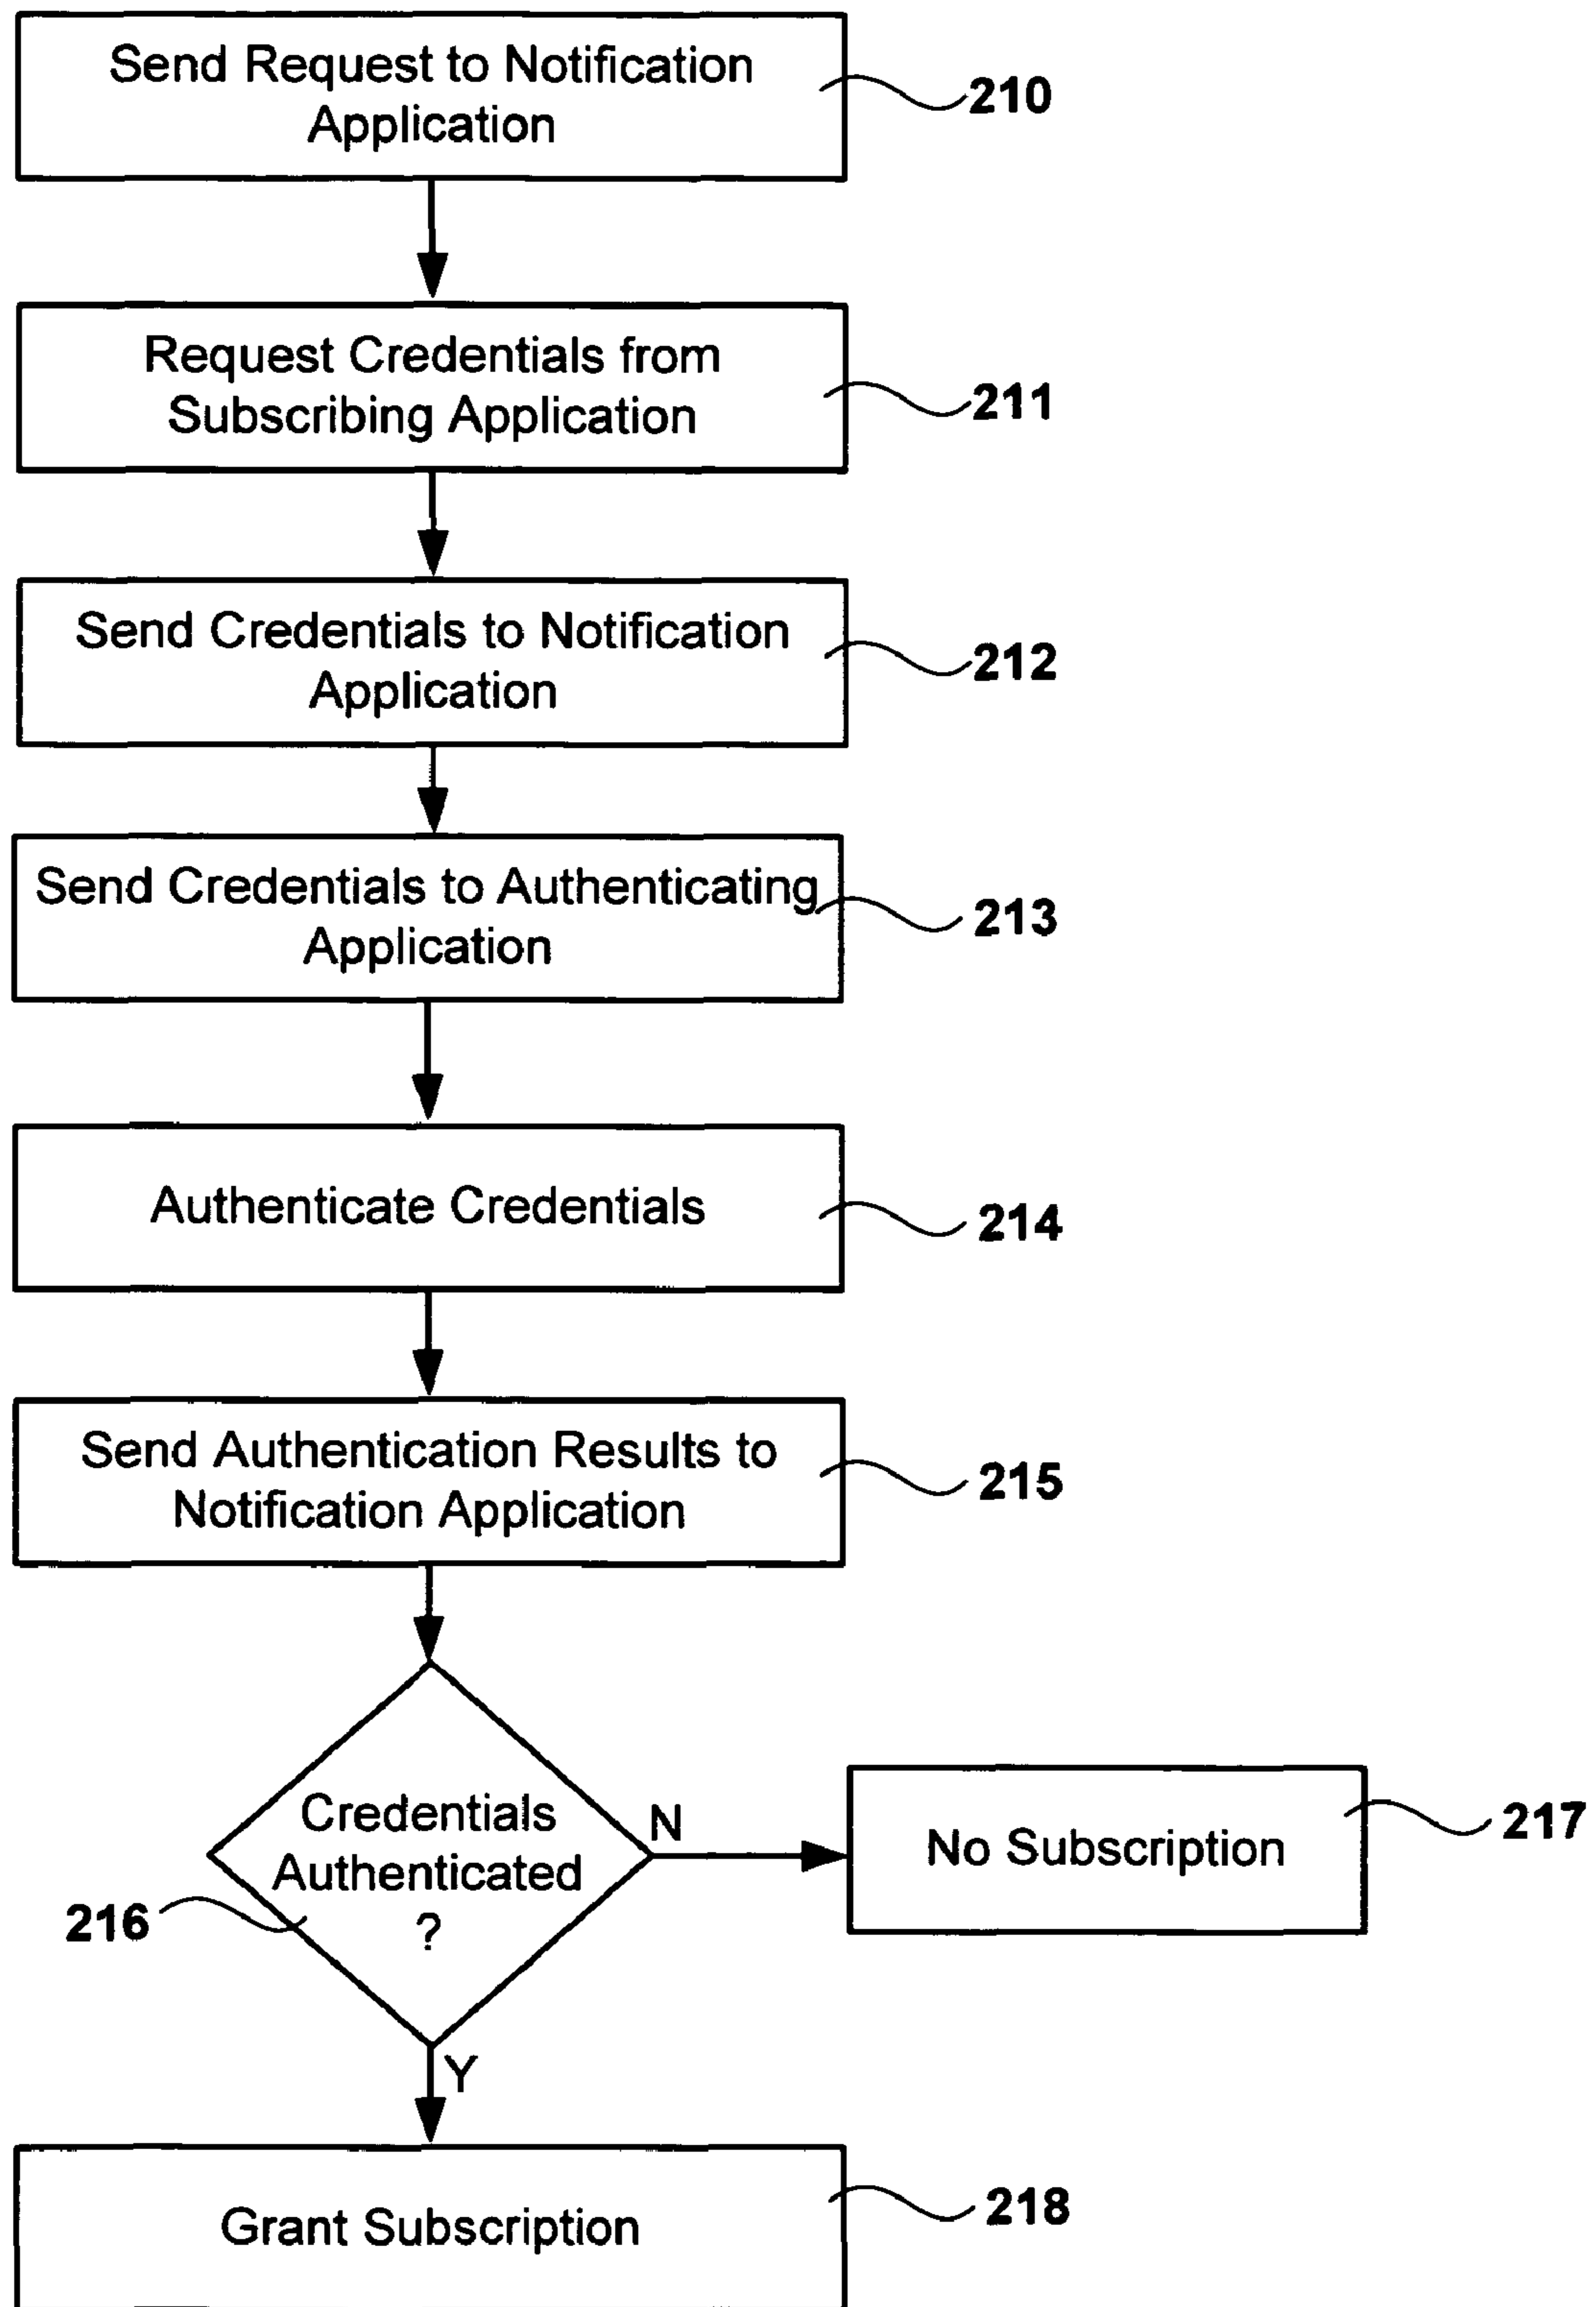 Send Request to Notification
Application
210
Request Credentials from
Subscribing Application
211
Send Credentials to Notification
Application
212
Send Credentials to Authenticating
Application
213
Authenticate Credentials
214
Send Authentication Results to
Notification Application
215
Credentials
Authenticated
?
216
N
No Subscription
217
Y
Grant Subscription
218